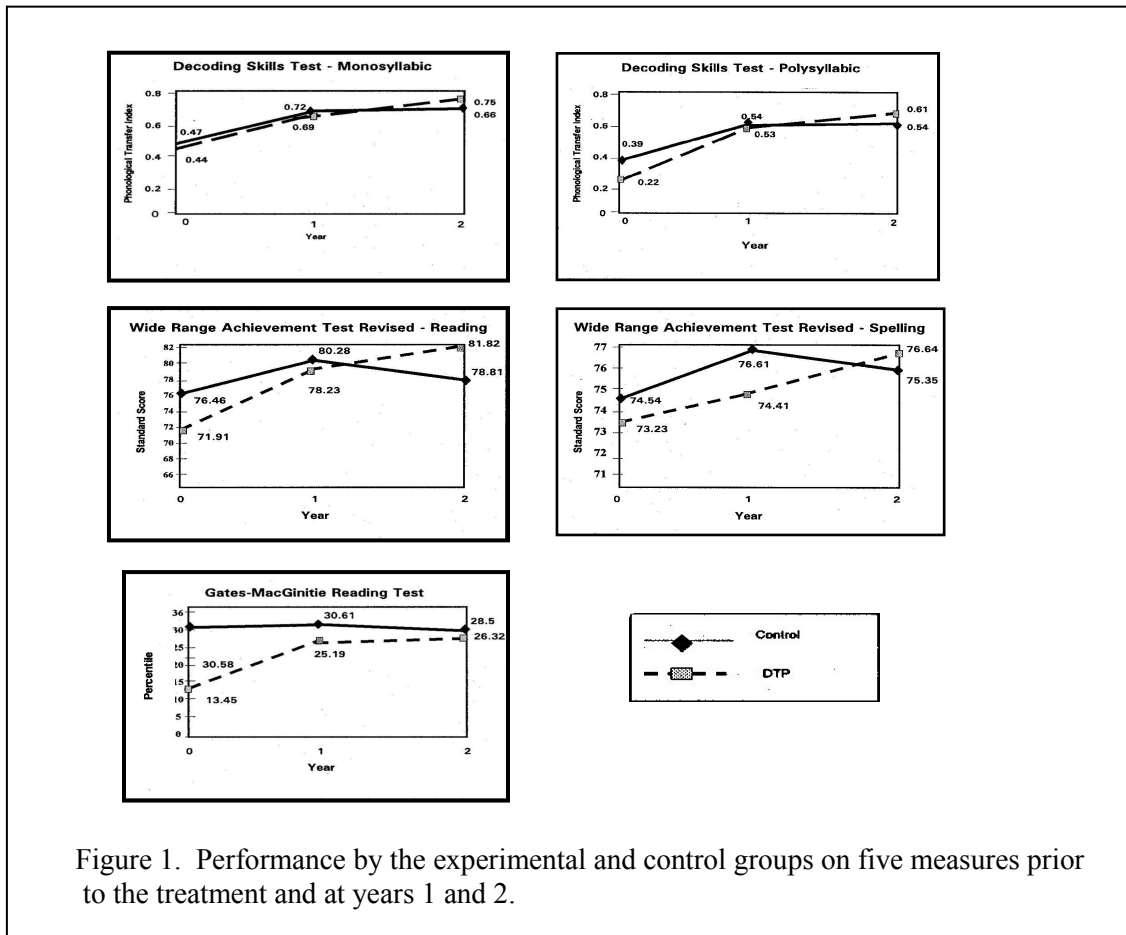 Decoding Skills Test - Monosyllabic
Phonological Transfer Index
0.8
0.6
0.4
0.2
0
0.47
0.44
0.72
0.69
0.75
0.66
0 1 2
Year
Decoding Skills Test - Polysyllabic
Phonological Transfer Index
0.8
0.6
0.4
0.2
0
0.39
0.22
0.54
0.53
0.61
0.54
0 1 2
Year
Wide Range Achievement Test Revised - Reading
Standard Score
82
80
78
76
74
72
70
68
66
76.46
71.91
80.28
78.23
81.82
78.81
0 1 2
Year
Wide Range Achievement Test Revised - Spelling
Standard Score
77
76
75
74
73
72
71
74.54
73.23
76.61
74.41
76.64
75.35
0 1 2
Year
Gates-MacGinitie Reading Test
Percentile
36
30
25
20
15
10
5
0
30.58
13.45
30.61
25.19
28.5
26.32
0 1 2
Year
Control
DTP
Figure 1. Performance by the experimental and control groups on five measures prior
to the treatment and at years 1 and 2.